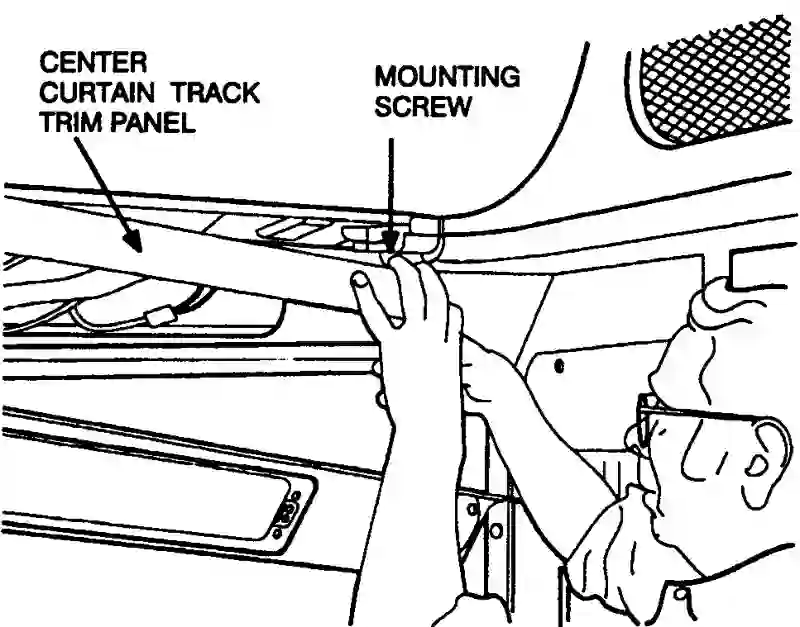 CENTER
CURTAIN TRACK
TRIM PANEL
MOUNTING
SCREW